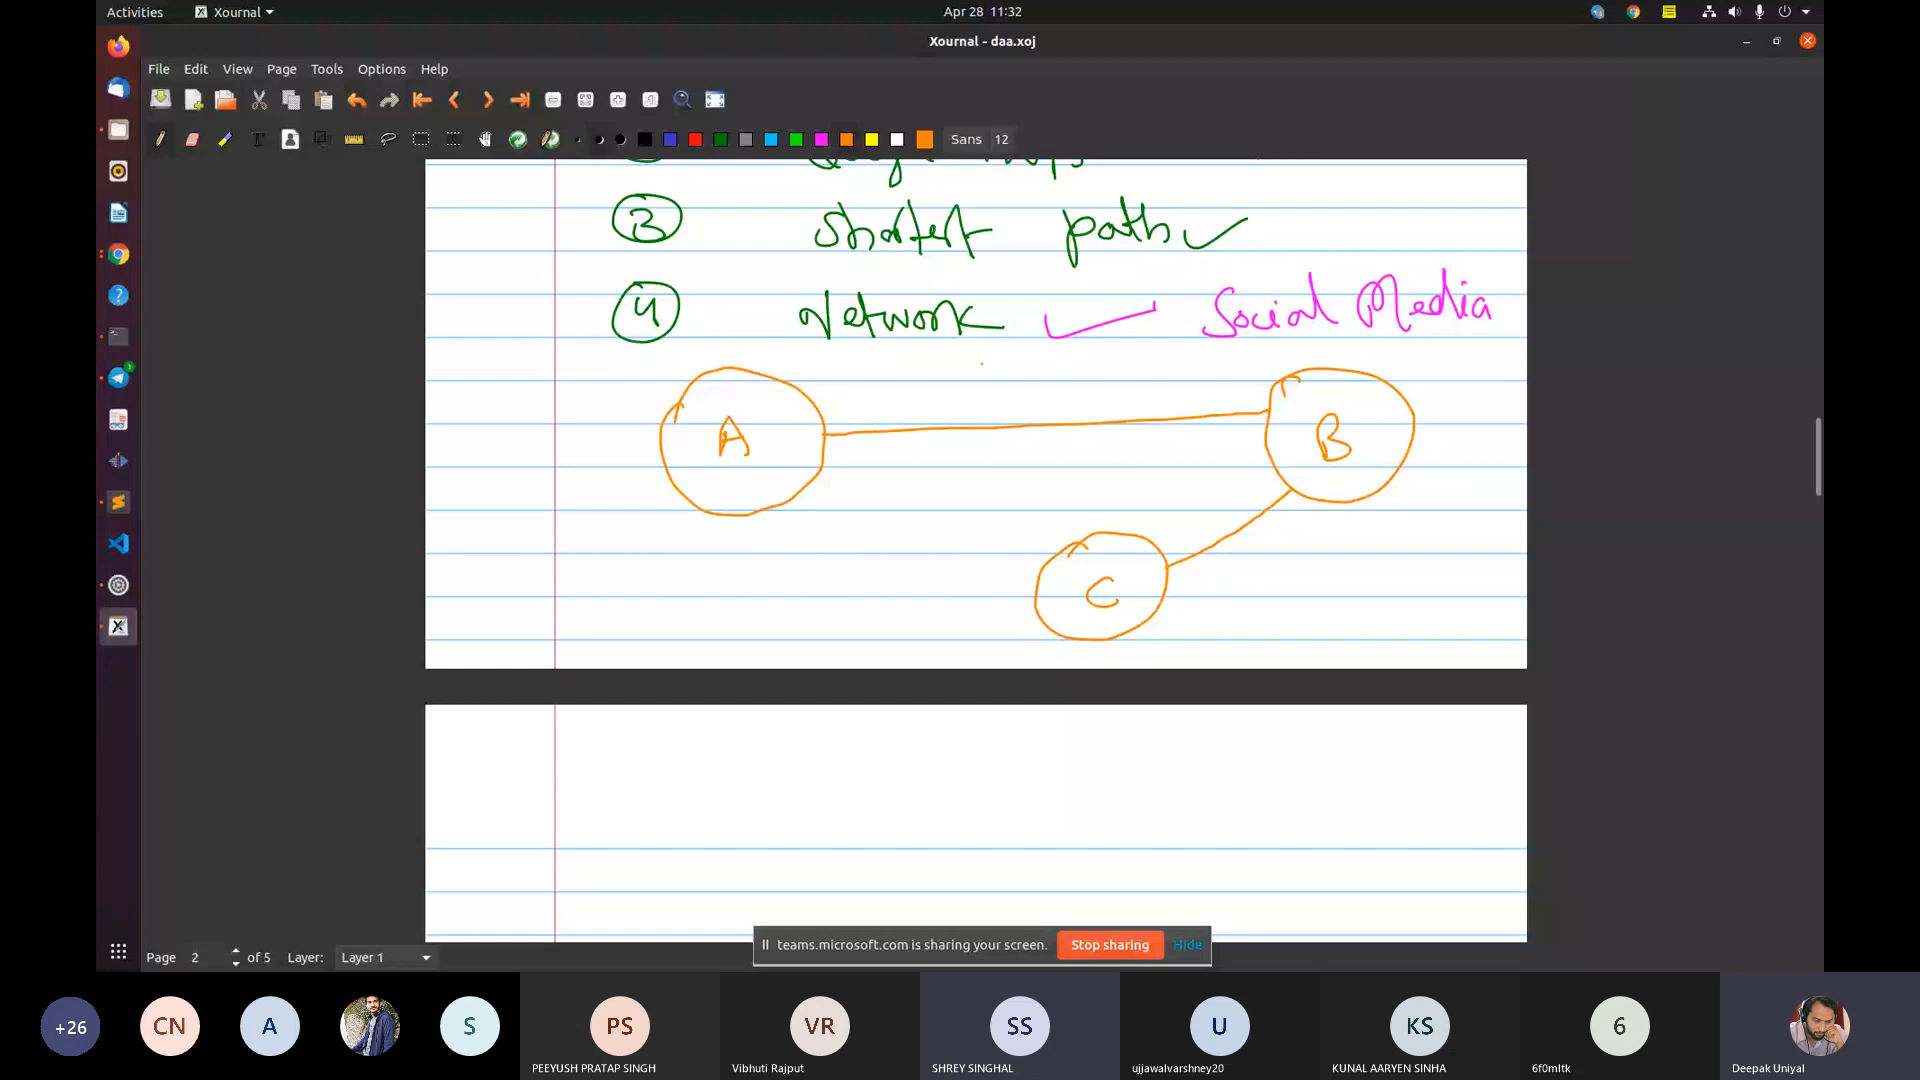 Activities Xournal Apr 28 11:32
Xournal - daa.xoj
File Edit View Page Tools Options Help
Sans 12
3 Shortest path
4 Network Social Media
A B
C
teams.microsoft.com is sharing your screen. Stop sharing Hide
Page 2 of 5 Layer: Layer 1
+26 CN A S PS VR SS U KS 6
PEEYUSH PRATAP SINGH Vibhuti Rajput SHREY SINGHAL ujjawalvarshney20 KUNAL AARYEN SINHA 6f0mltk Deepak Uniyal